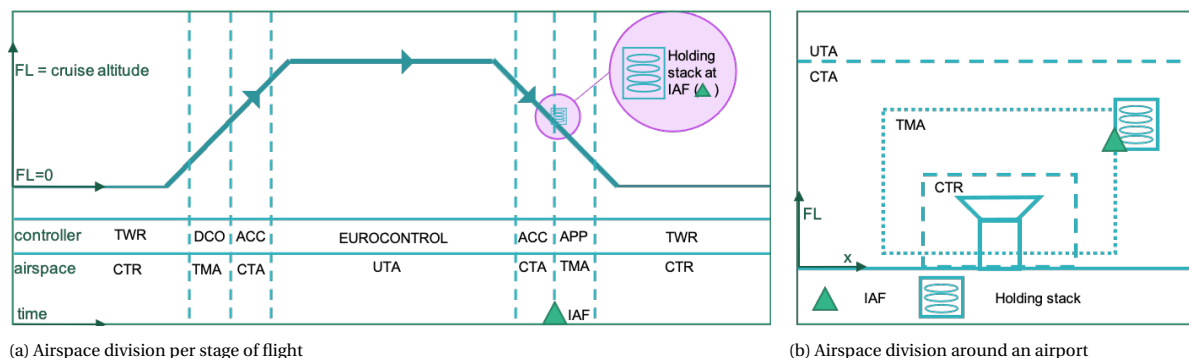 FL = cruise altitude
Holding
stack at
IAF ( )
FL=0
controller TWR DCO ACC EUROCONTROL ACC APP TWR
airspace CTR TMA CTA UTA CTA TMA CTR
time IAF
(a) Airspace division per stage of flight
UTA
CTA
TMA
CTR
FL
x
IAF Holding stack
(b) Airspace division around an airport